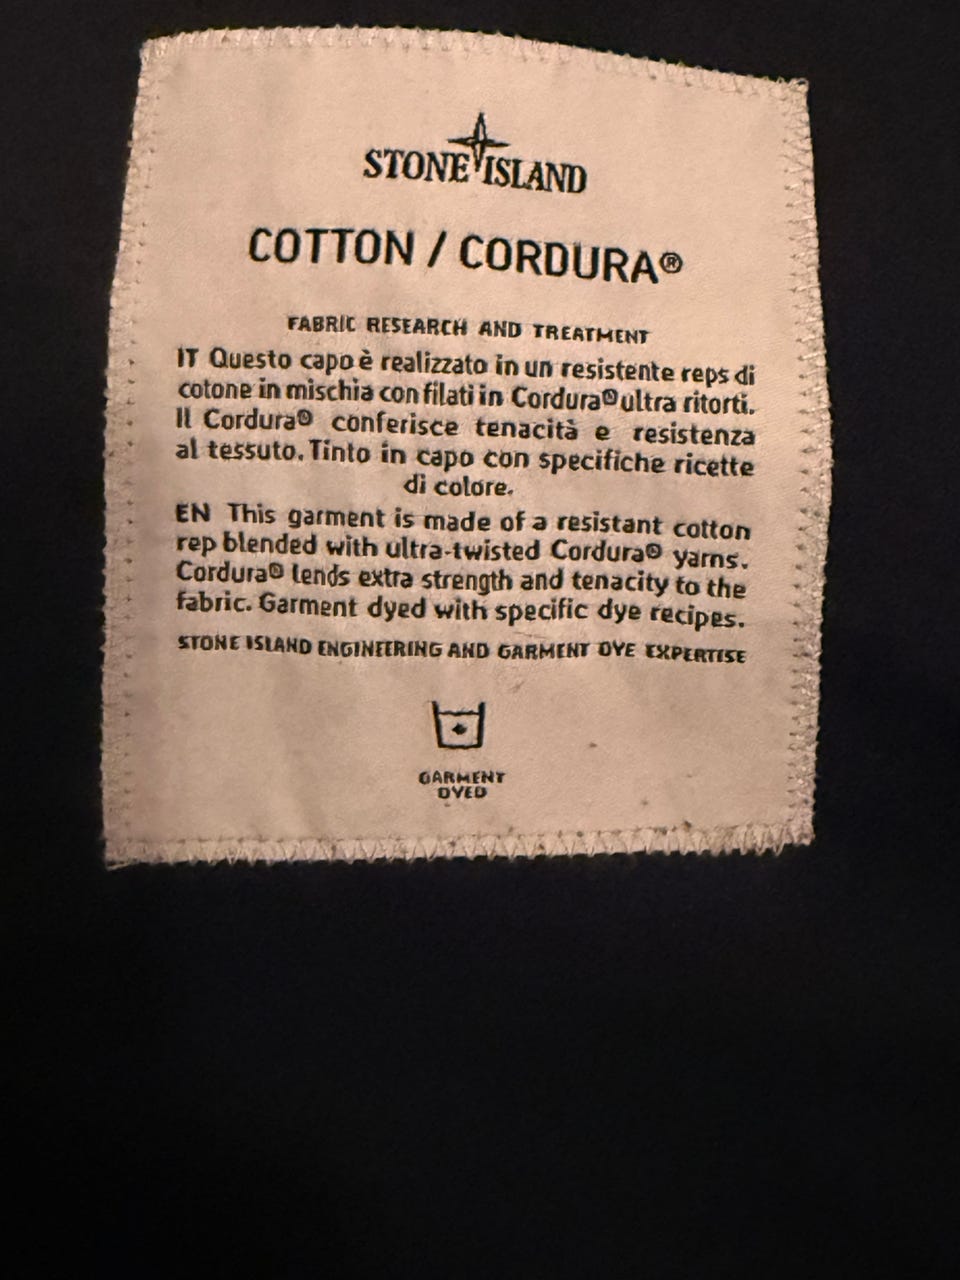 STONE ISLAND
COTTON / CORDURA®
FABRIC RESEARCH AND TREATMENT
IT Questo capo è realizzato in un resistente reps di
cotone in mischia con filati in Cordura® ultra ritorti.
Il Cordura® conferisce tenacità e resistenza
al tessuto. Tinto in capo con specifiche ricette
di colore.
EN This garment is made of a resistant cotton
rep blended with ultra-twisted Cordura® yarns.
Cordura® lends extra strength and tenacity to the
fabric. Garment dyed with specific dye recipes.
STONE ISLAND ENGINEERING AND GARMENT DYE EXPERTISE
GARMENT
DYED